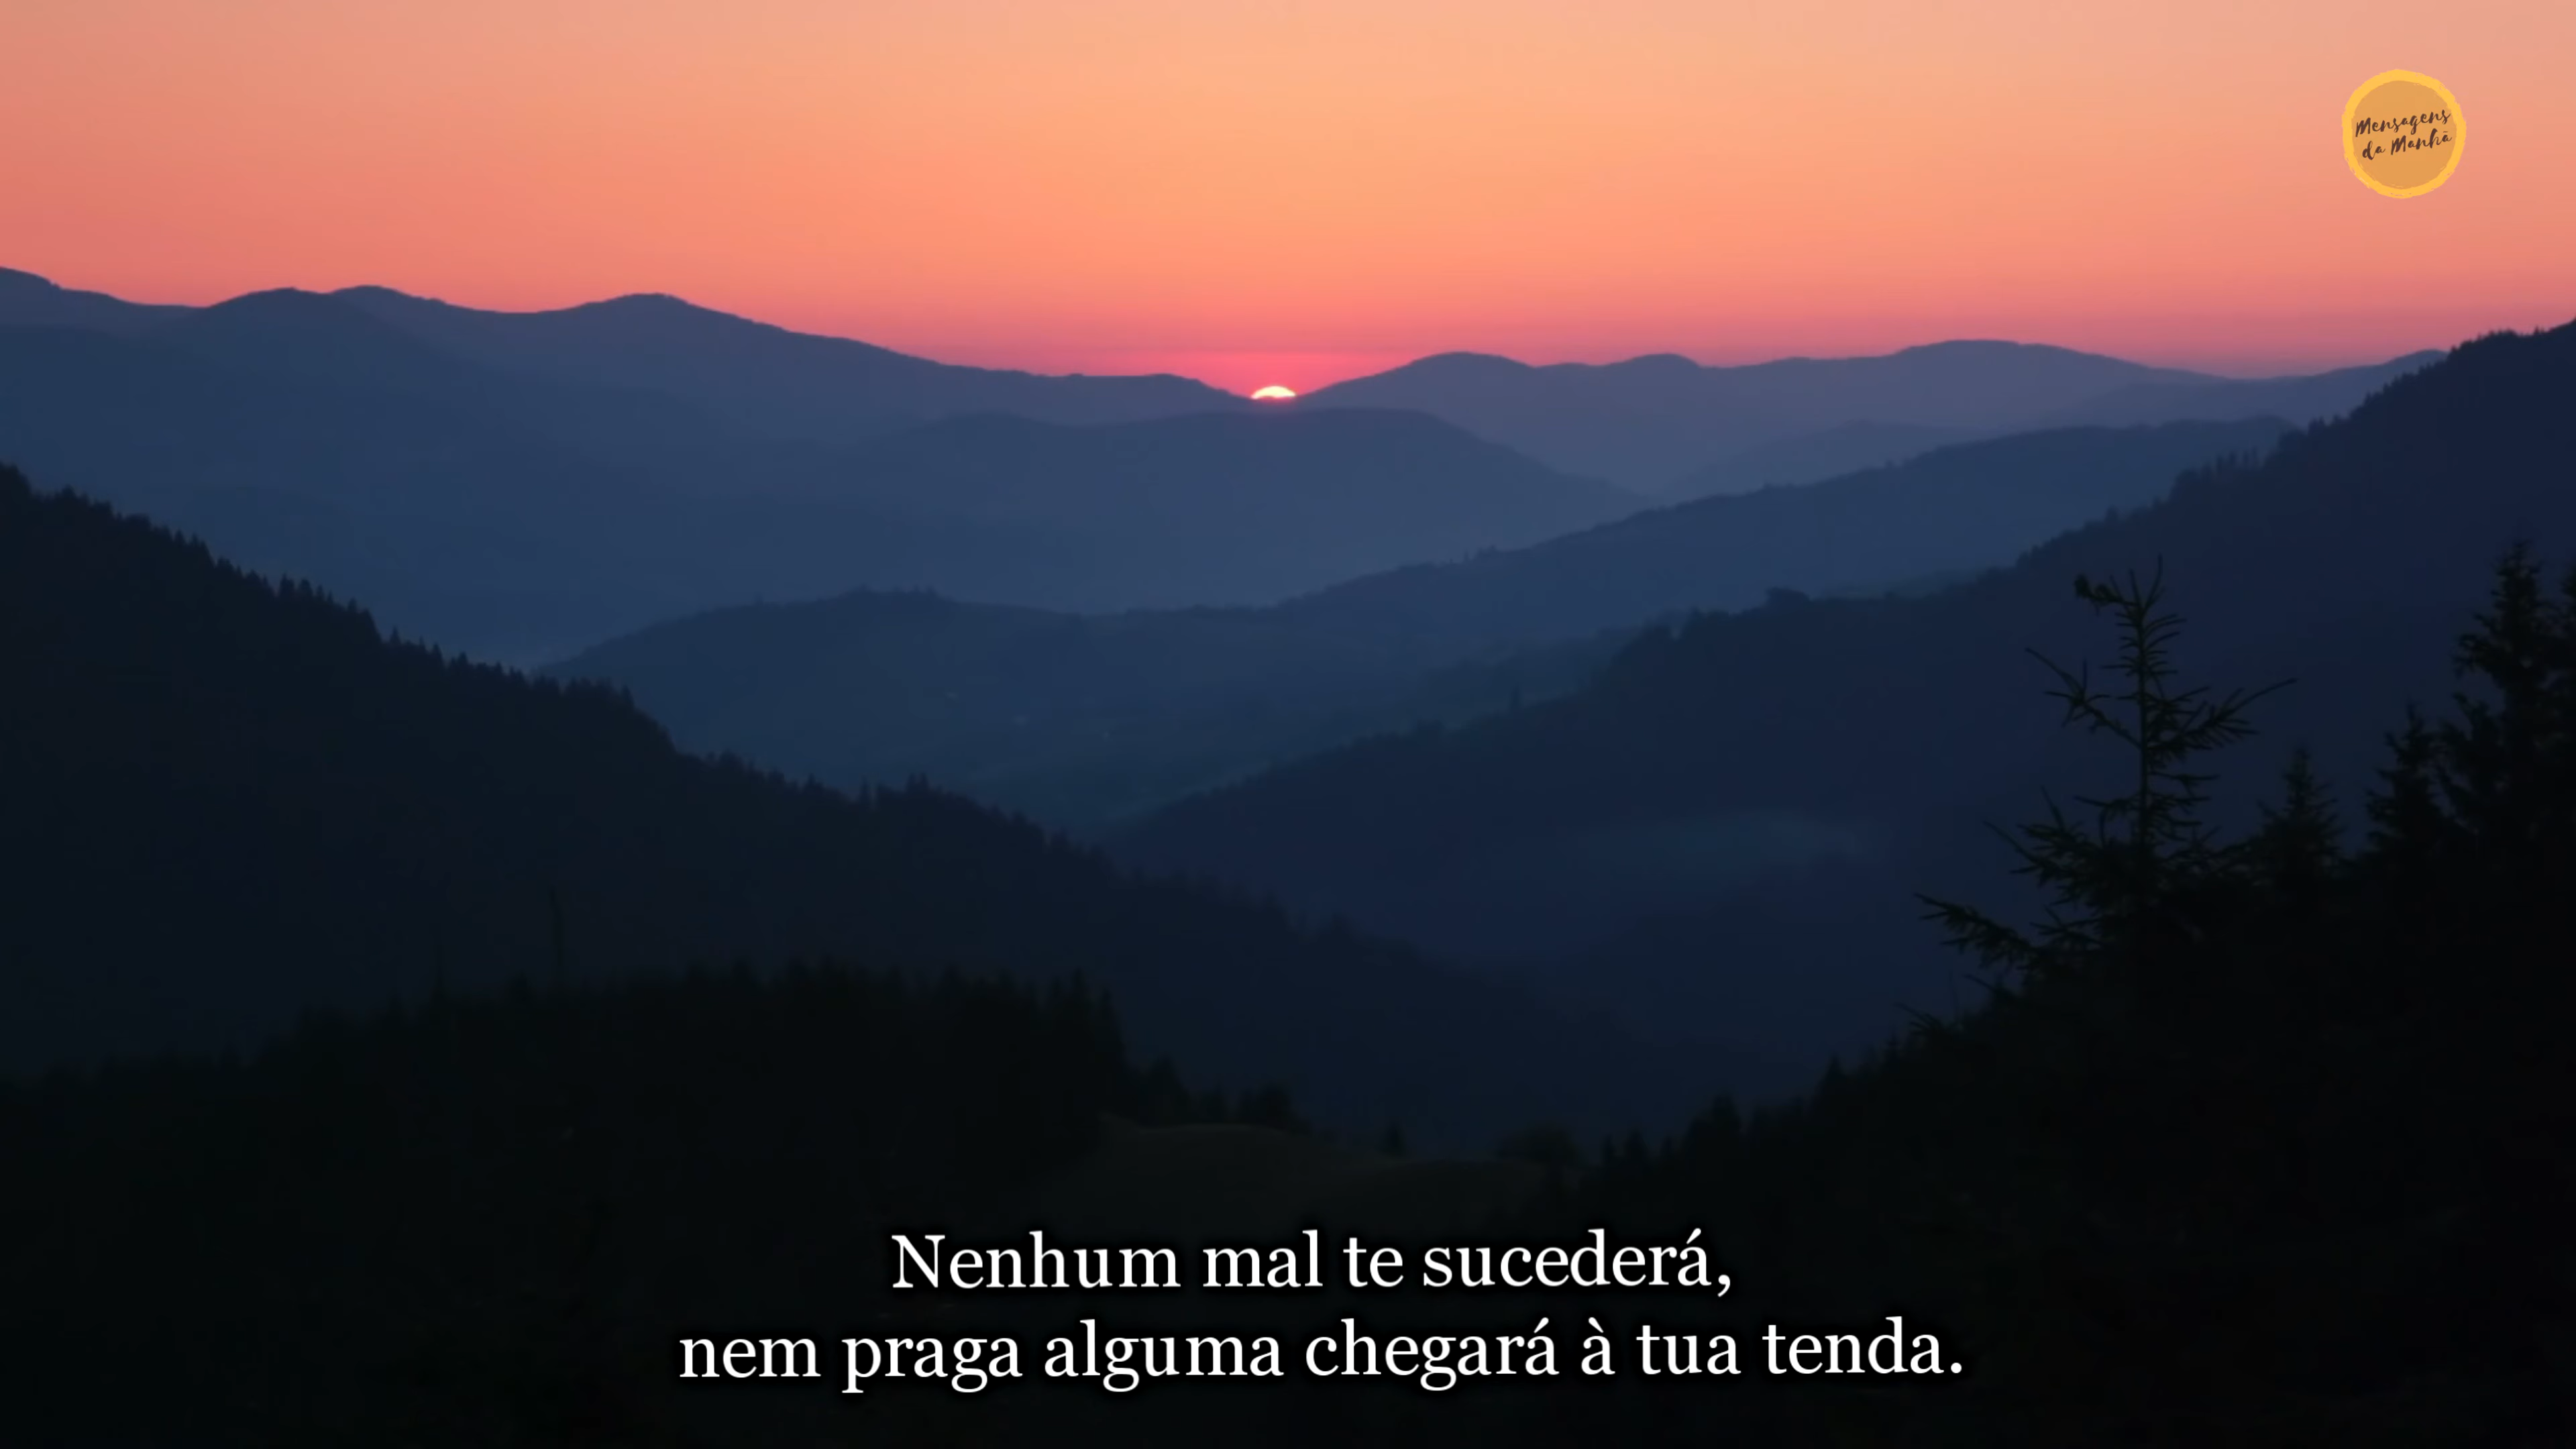 Mensagens
da Manhã
Nenhum mal te sucederá,
nem praga alguma chegará à tua tenda.